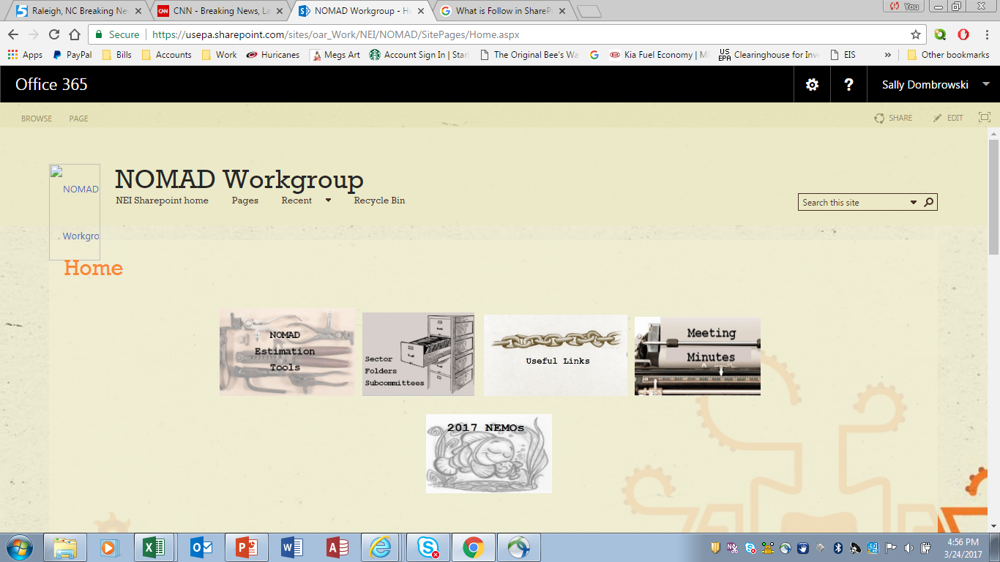 Raleigh, NC Breaking Ne
CNN - Breaking News, La
NOMAD Workgroup - Ho
What is Follow in ShareP
You
Secure
https://usepa.sharepoint.com/sites/oar_Work/NEI/NOMAD/SitePages/Home.aspx
Apps
PayPal
Bills
Accounts
Work
Huricanes
Megs Art
Account Sign In | Star
The Original Bee's Wa
Kia Fuel Economy | M
US
EPA
Clearinghouse for Inve
EIS
»
Other bookmarks
Office 365
?
Sally Dombrowski
BROWSE
PAGE
SHARE
EDIT
NOMAD
Workgro
NOMAD Workgroup
NEI Sharepoint home
Pages
Recent
Recycle Bin
Search this site
Home
NOMAD
Estimation
Tools
Sector
Folders
Subcommittees
Useful Links
Meeting
Minutes
2017 NEMOs
4:56 PM
3/24/2017